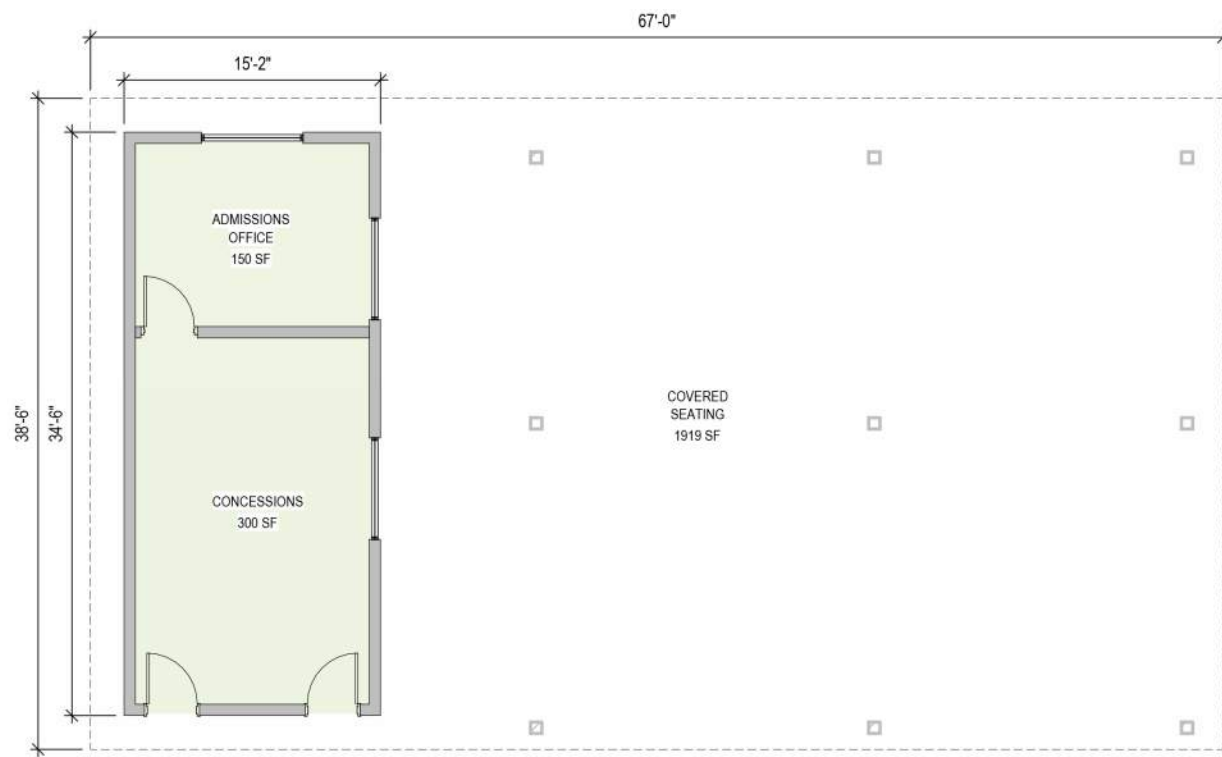 67'-0"
15'-2"
38'-6"
34'-6"
ADMISSIONS
OFFICE
150 SF
COVERED
SEATING
1919 SF
CONCESSIONS
300 SF